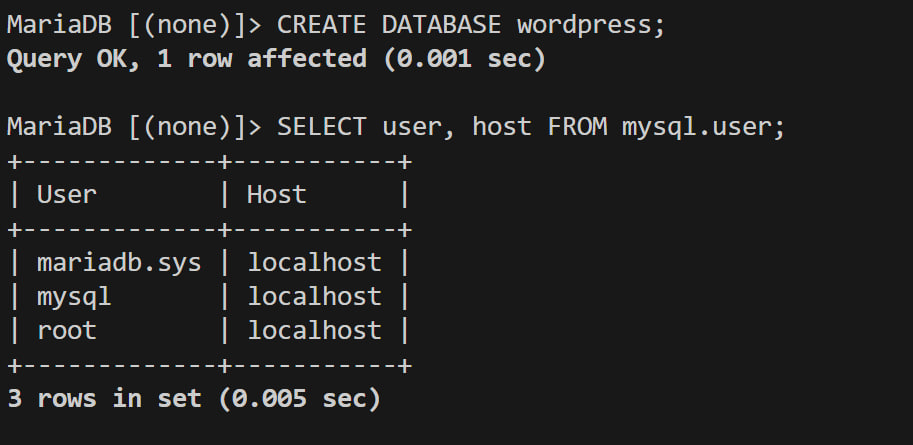 MariaDB [(none)]> CREATE DATABASE wordpress;
Query OK, 1 row affected (0.001 sec)
MariaDB [(none)]> SELECT user, host FROM mysql.user;
+-------------+-----------+
| User        | Host      |
+-------------+-----------+
| mariadb.sys | localhost |
| mysql       | localhost |
| root        | localhost |
+-------------+-----------+
3 rows in set (0.005 sec)